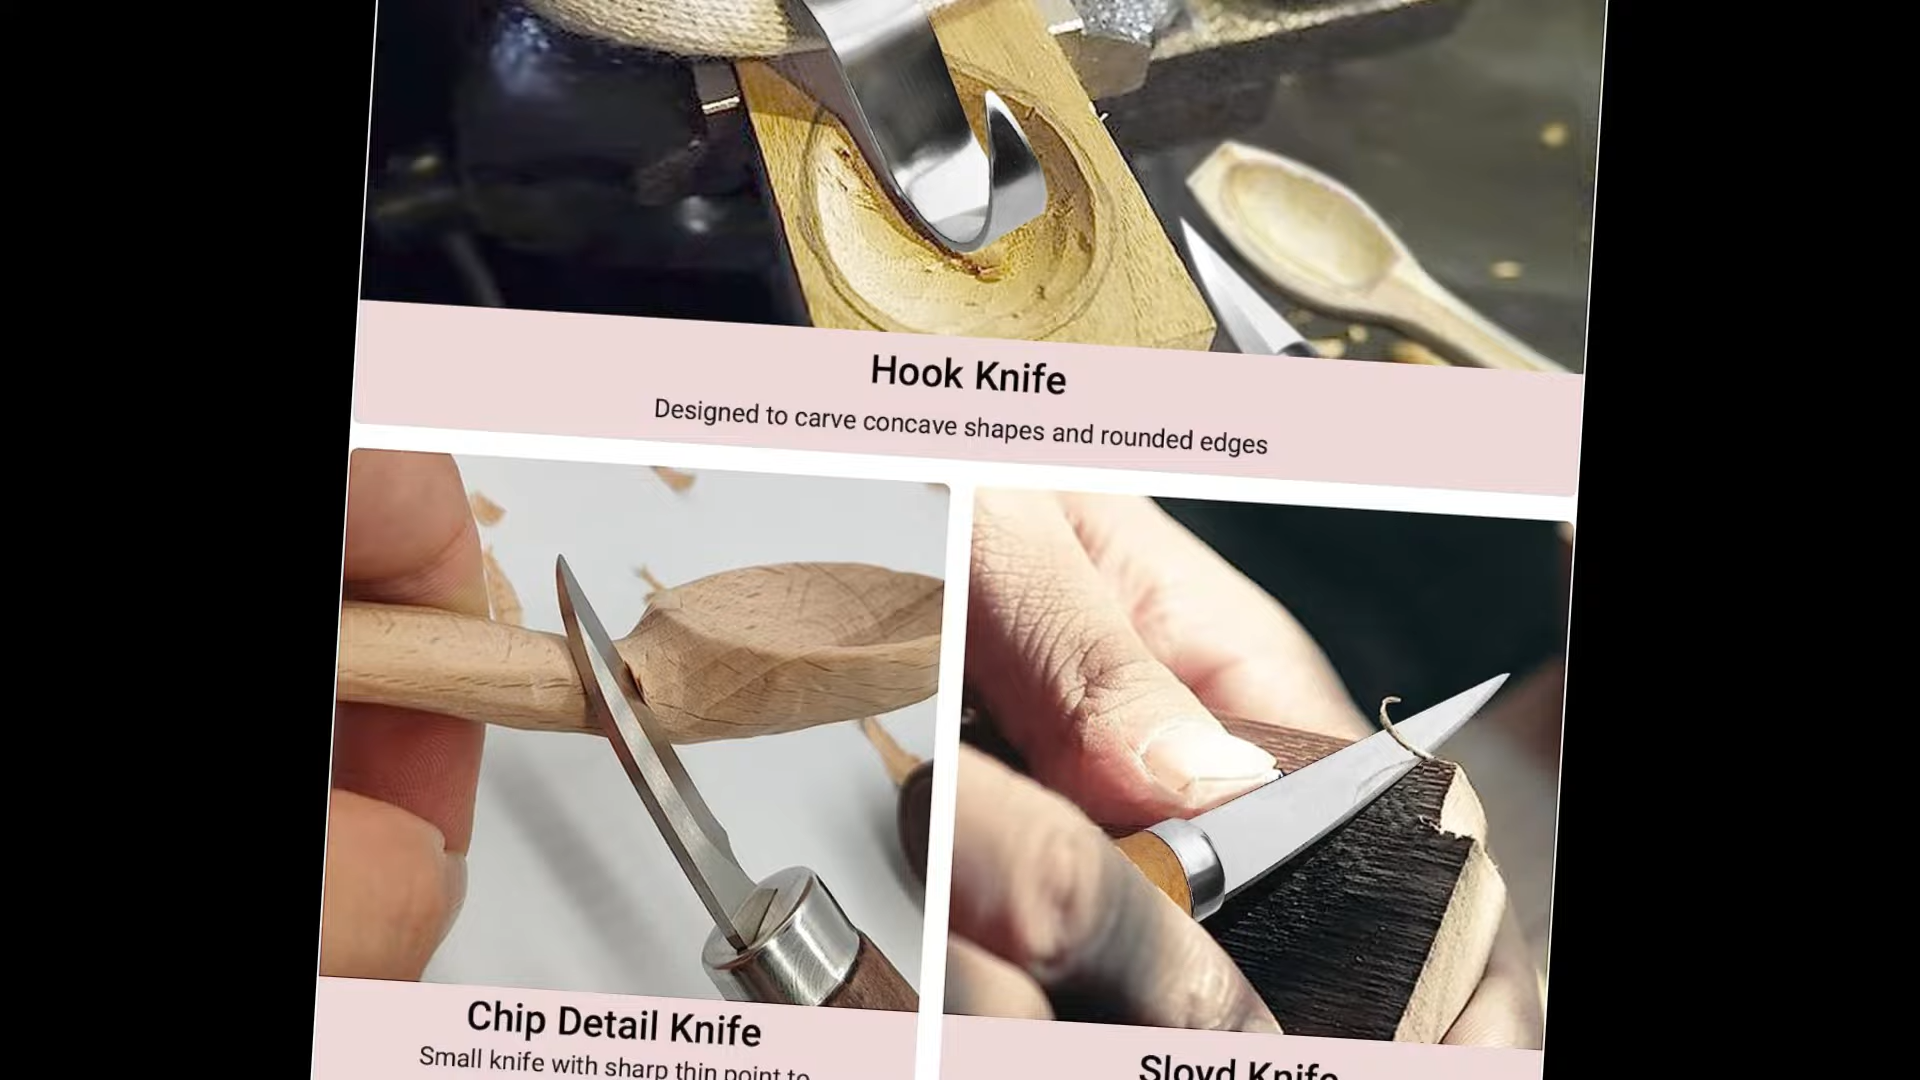 Hook Knife
Designed to carve concave shapes and rounded edges
Chip Detail Knife
Small knife with sharp thin point to
Sloyd Knife